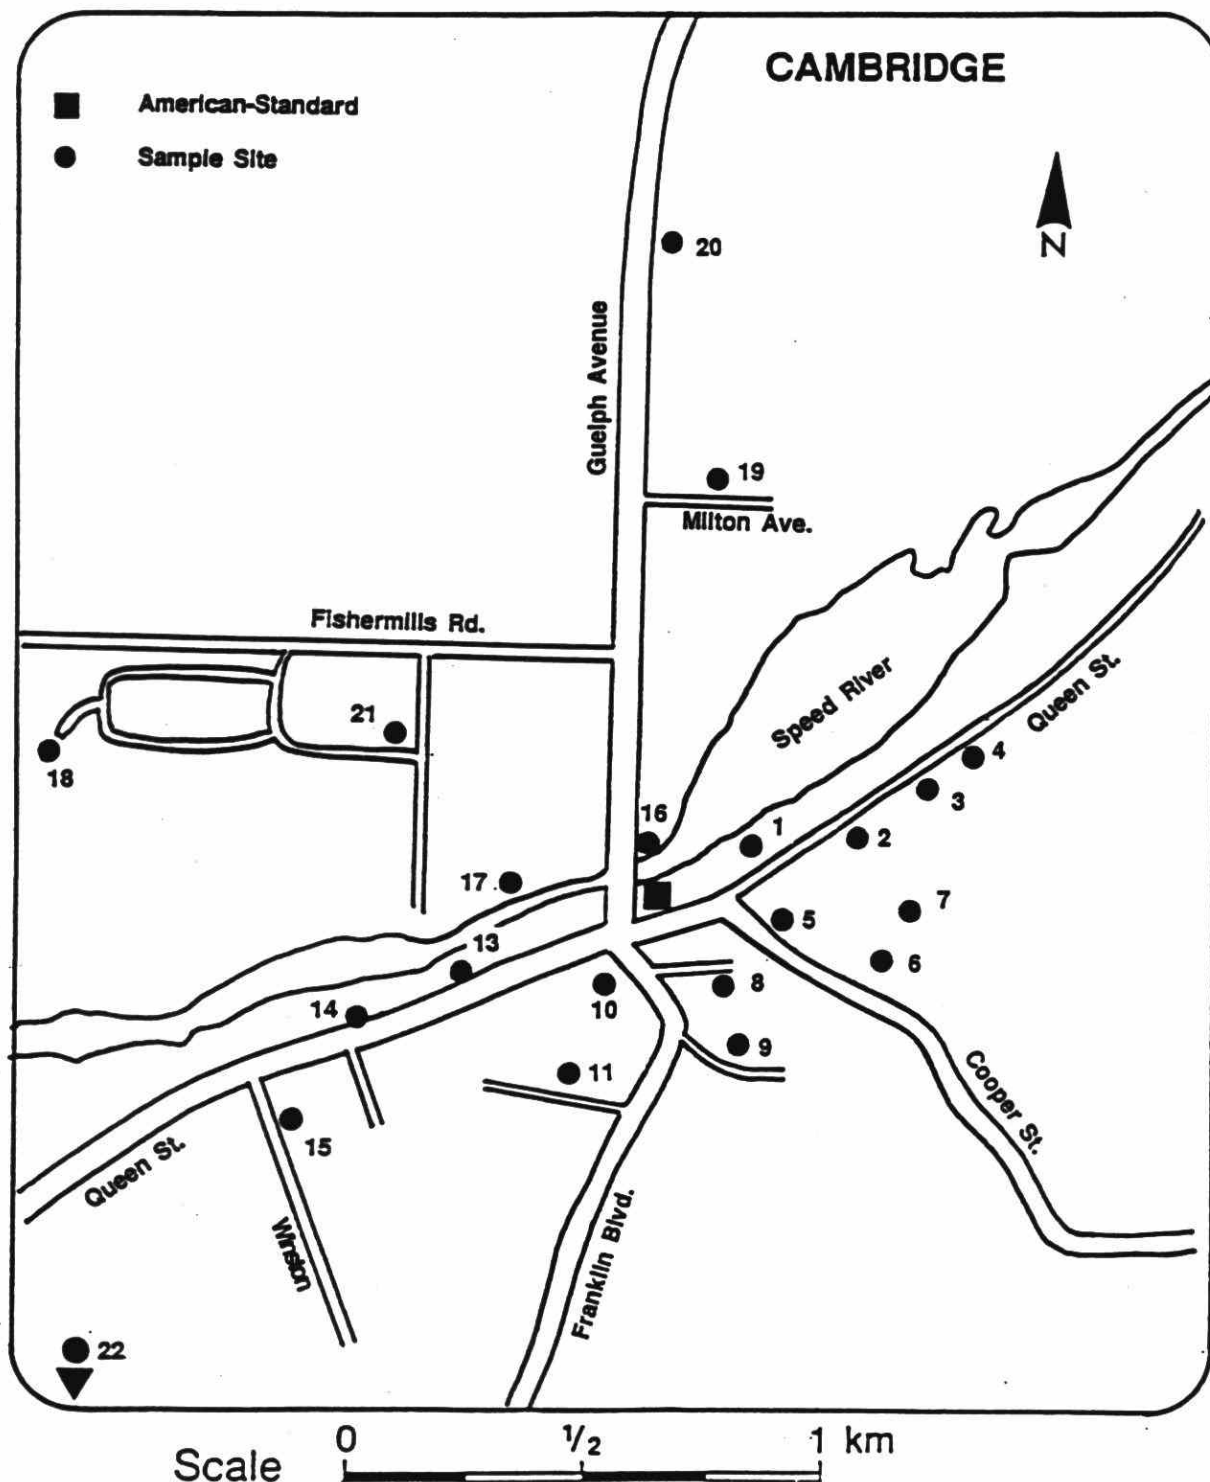 CAMBRIDGE
American-Standard
Sample Site
N
20
Guelph Avenue
19
Milton Ave.
Fishermills Rd.
Speed River
Queen St.
21
18
4
3
16
1
2
17
7
5
13
6
14
10
8
9
11
Cooper St.
15
Queen St.
Winston
Franklin Blvd.
22
0 1/2 1 km
Scale